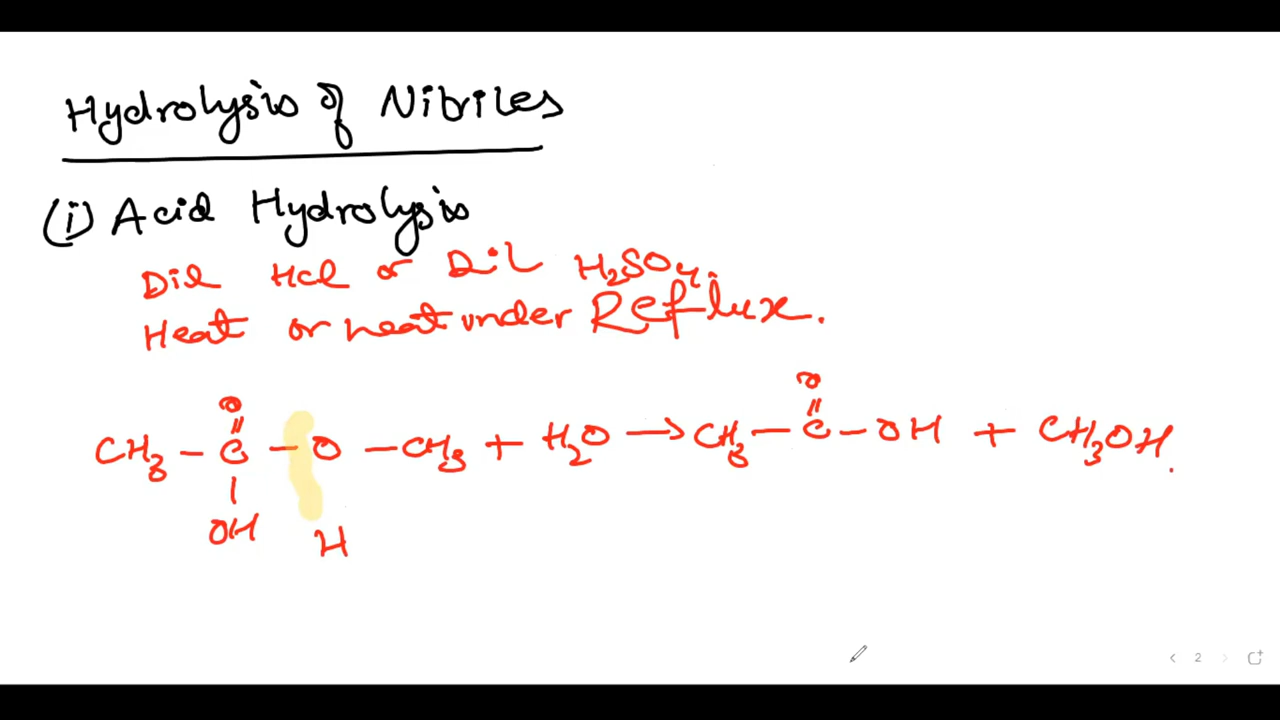 Hydrolysis of Nitriles
(i) Acid Hydrolysis
Dil HCl or Dil H₂SO₄.
Heat or heat under Reflux.
O O
CH₃ - C - O - CH₃ + H₂O → CH₃ - C - OH + CH₃OH.
OH H
2